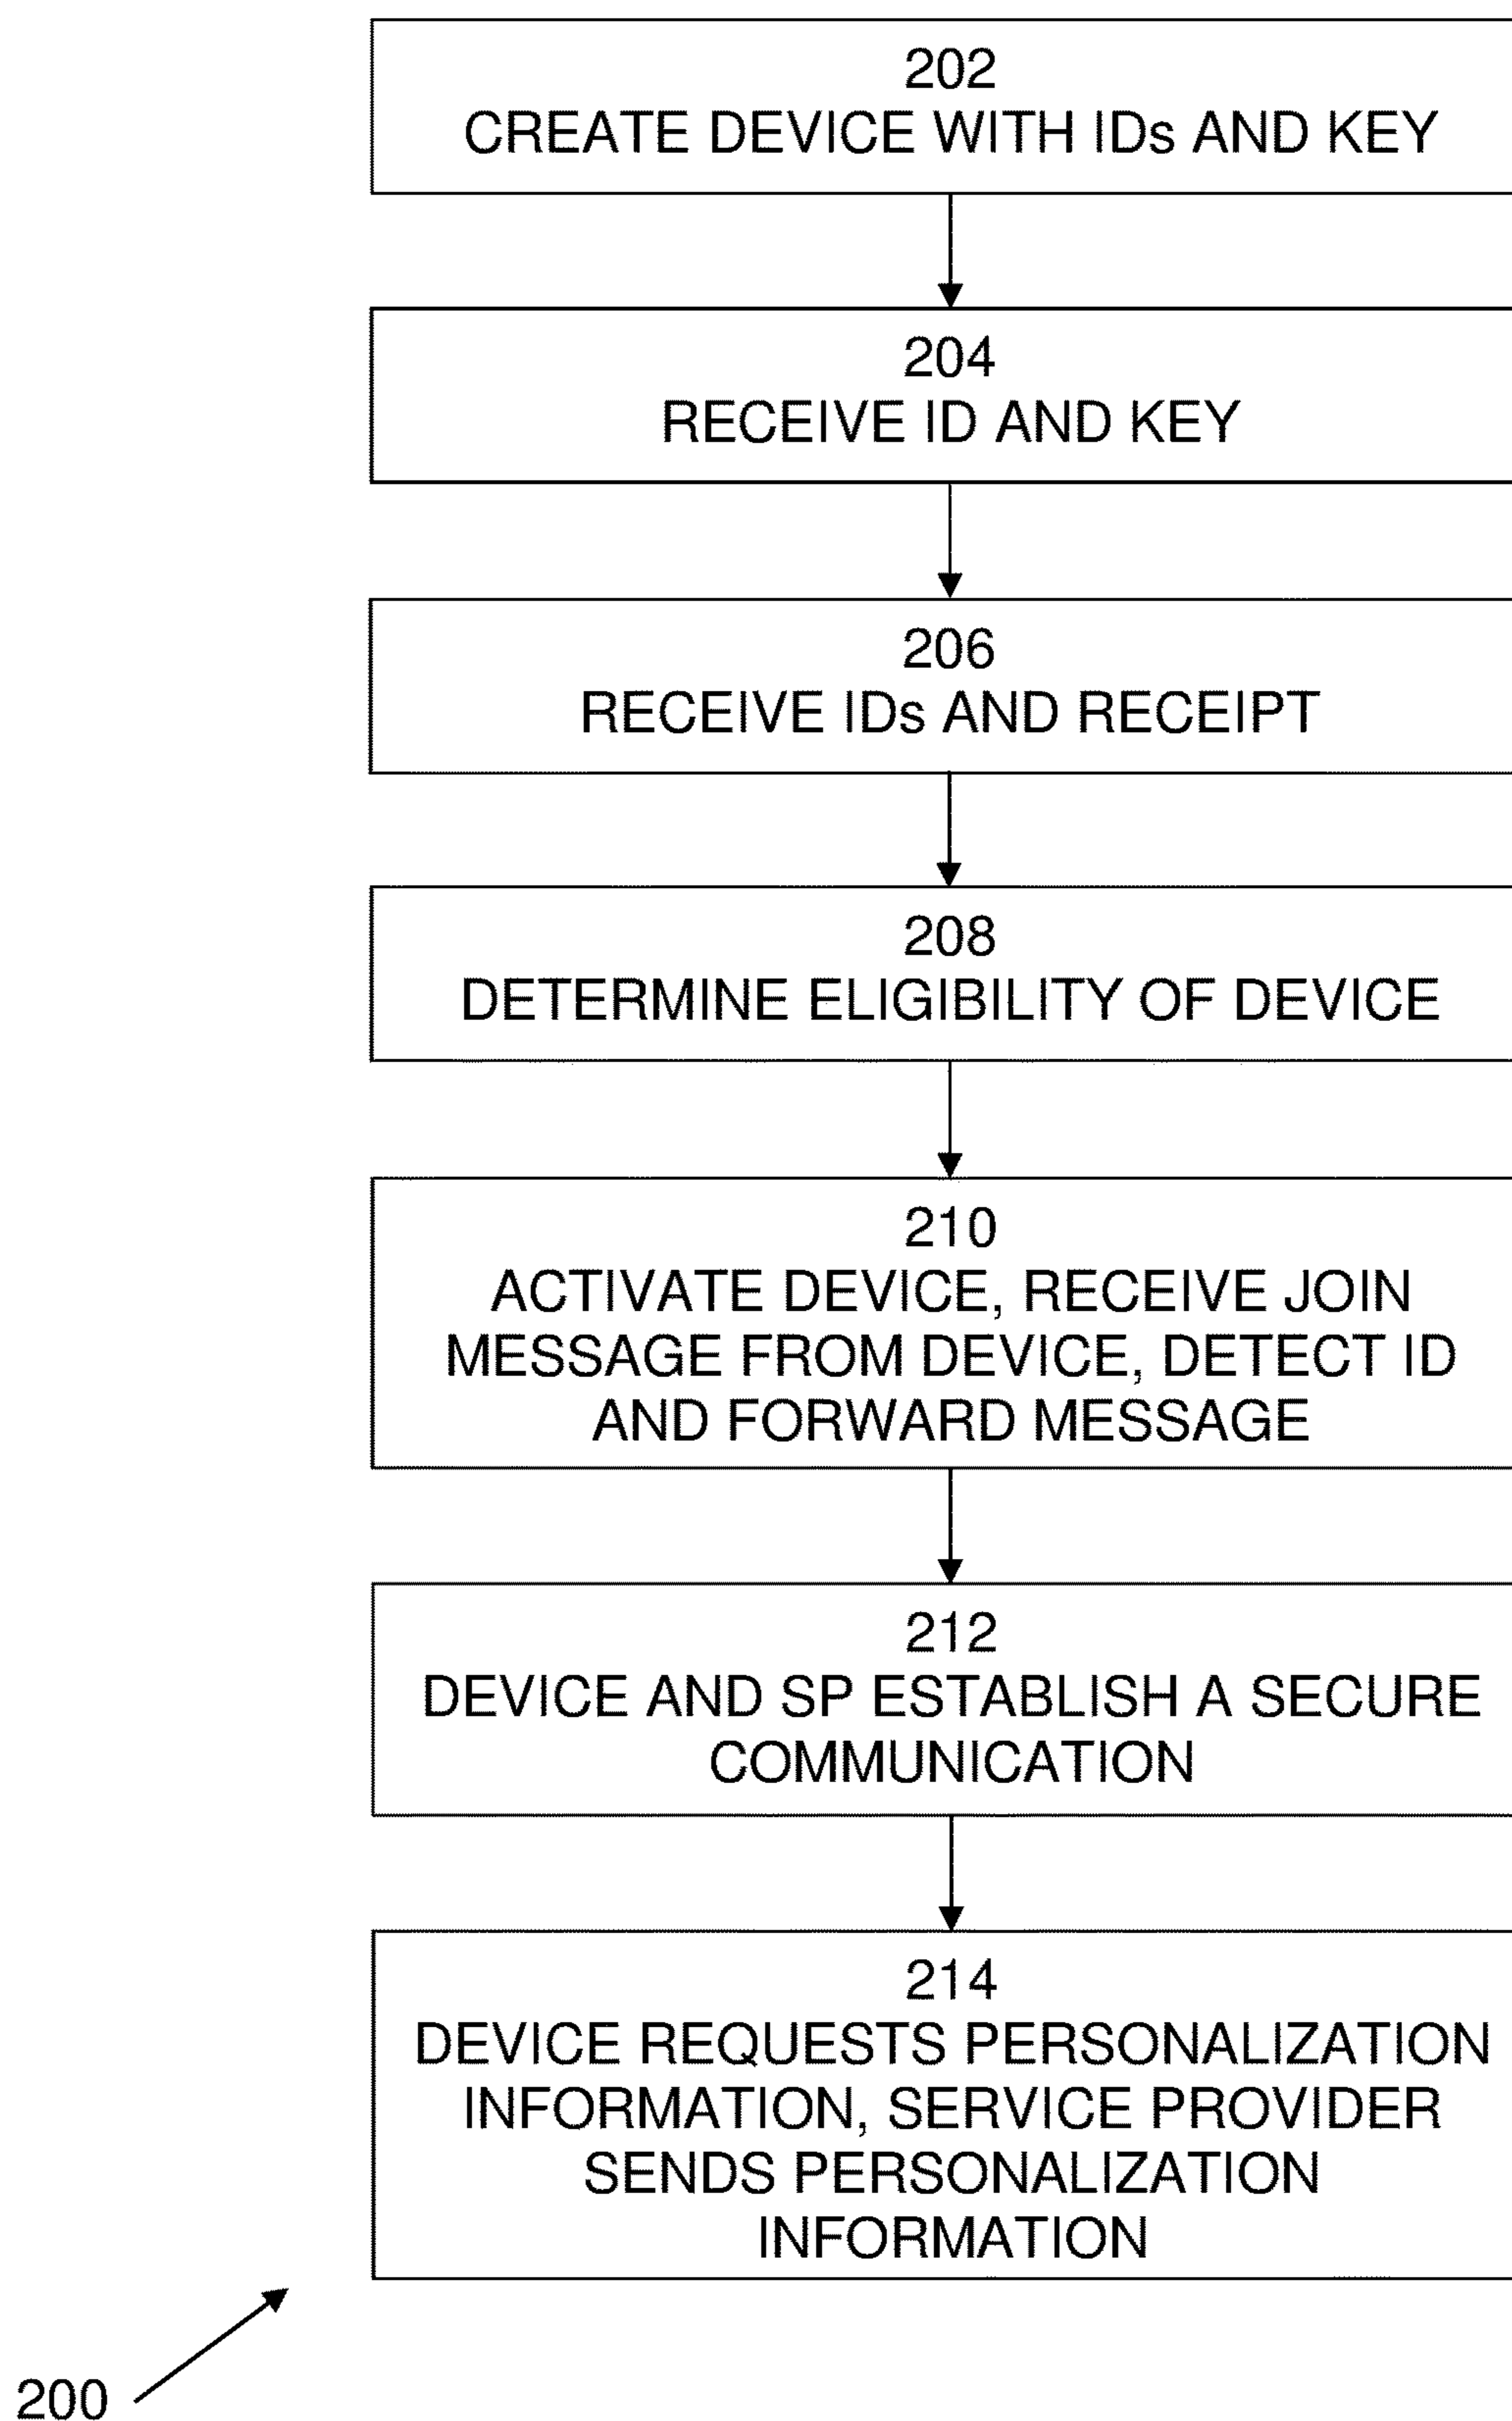 202
CREATE DEVICE WITH IDs AND KEY
204
RECEIVE ID AND KEY
206
RECEIVE IDs AND RECEIPT
208
DETERMINE ELIGIBILITY OF DEVICE
210
ACTIVATE DEVICE, RECEIVE JOIN
MESSAGE FROM DEVICE, DETECT ID
AND FORWARD MESSAGE
212
DEVICE AND SP ESTABLISH A SECURE
COMMUNICATION
214
DEVICE REQUESTS PERSONALIZATION
INFORMATION, SERVICE PROVIDER
SENDS PERSONALIZATION
INFORMATION
200